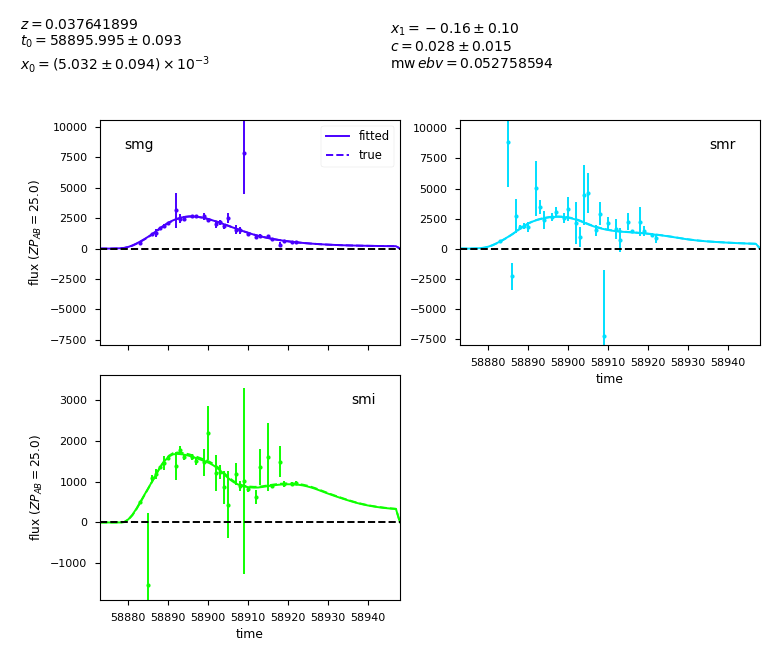 z = 0.037641899
t₀ = 58895.995 ± 0.093
x₀ = (5.032 ± 0.094) × 10⁻³
x₁ = −0.16 ± 0.10
c = 0.028 ± 0.015
mw ebv = 0.052758594
smg
fitted
true
10000
7500
5000
2500
0
−2500
−5000
−7500
flux (ZP_AB = 25.0)
smr
10000
7500
5000
2500
0
−2500
−5000
−7500
58880 58890 58900 58910 58920 58930 58940
time
smi
3000
2000
1000
0
−1000
flux (ZP_AB = 25.0)
58880 58890 58900 58910 58920 58930 58940
time